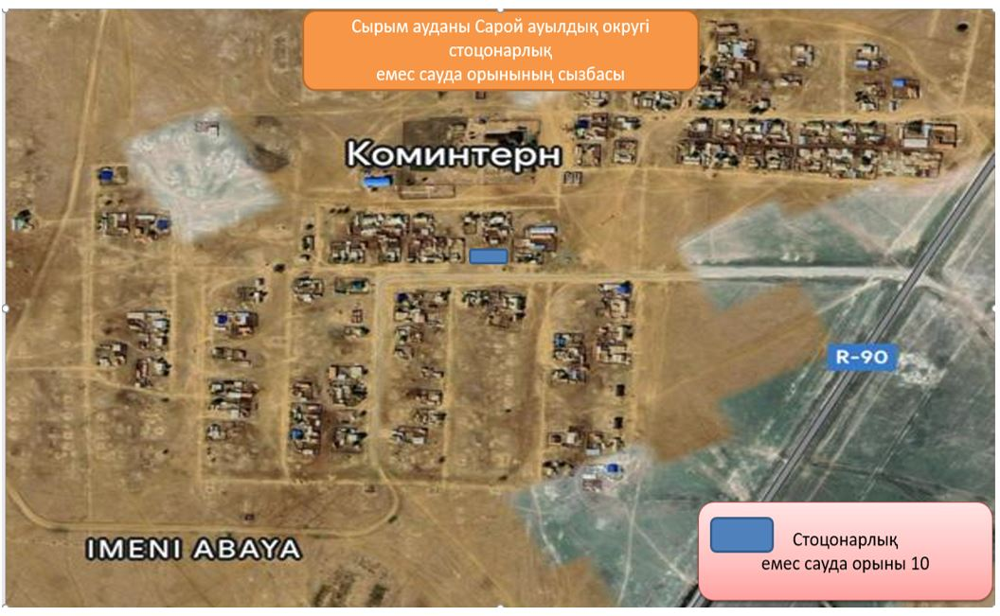 Сырым ауданы Сарой ауылдық округі
стоцонарлық
емес сауда орынының сызбасы
Коминтерн
R-90
IMENI ABAYA
Стоцонарлық
емес сауда орыны 10